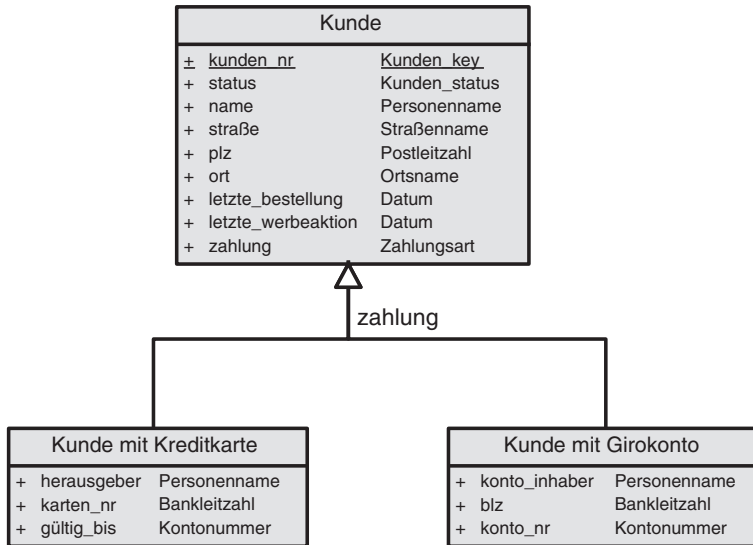 Kunde
+ kunden_nr Kunden_key
+ status Kunden_status
+ name Personenname
+ straße Straßenname
+ plz Postleitzahl
+ ort Ortsname
+ letzte_bestellung Datum
+ letzte_werbeaktion Datum
+ zahlung Zahlungsart
zahlung
Kunde mit Kreditkarte
+ herausgeber Personenname
+ karten_nr Bankleitzahl
+ gültig_bis Kontonummer
Kunde mit Girokonto
+ konto_inhaber Personenname
+ blz Bankleitzahl
+ konto_nr Kontonummer